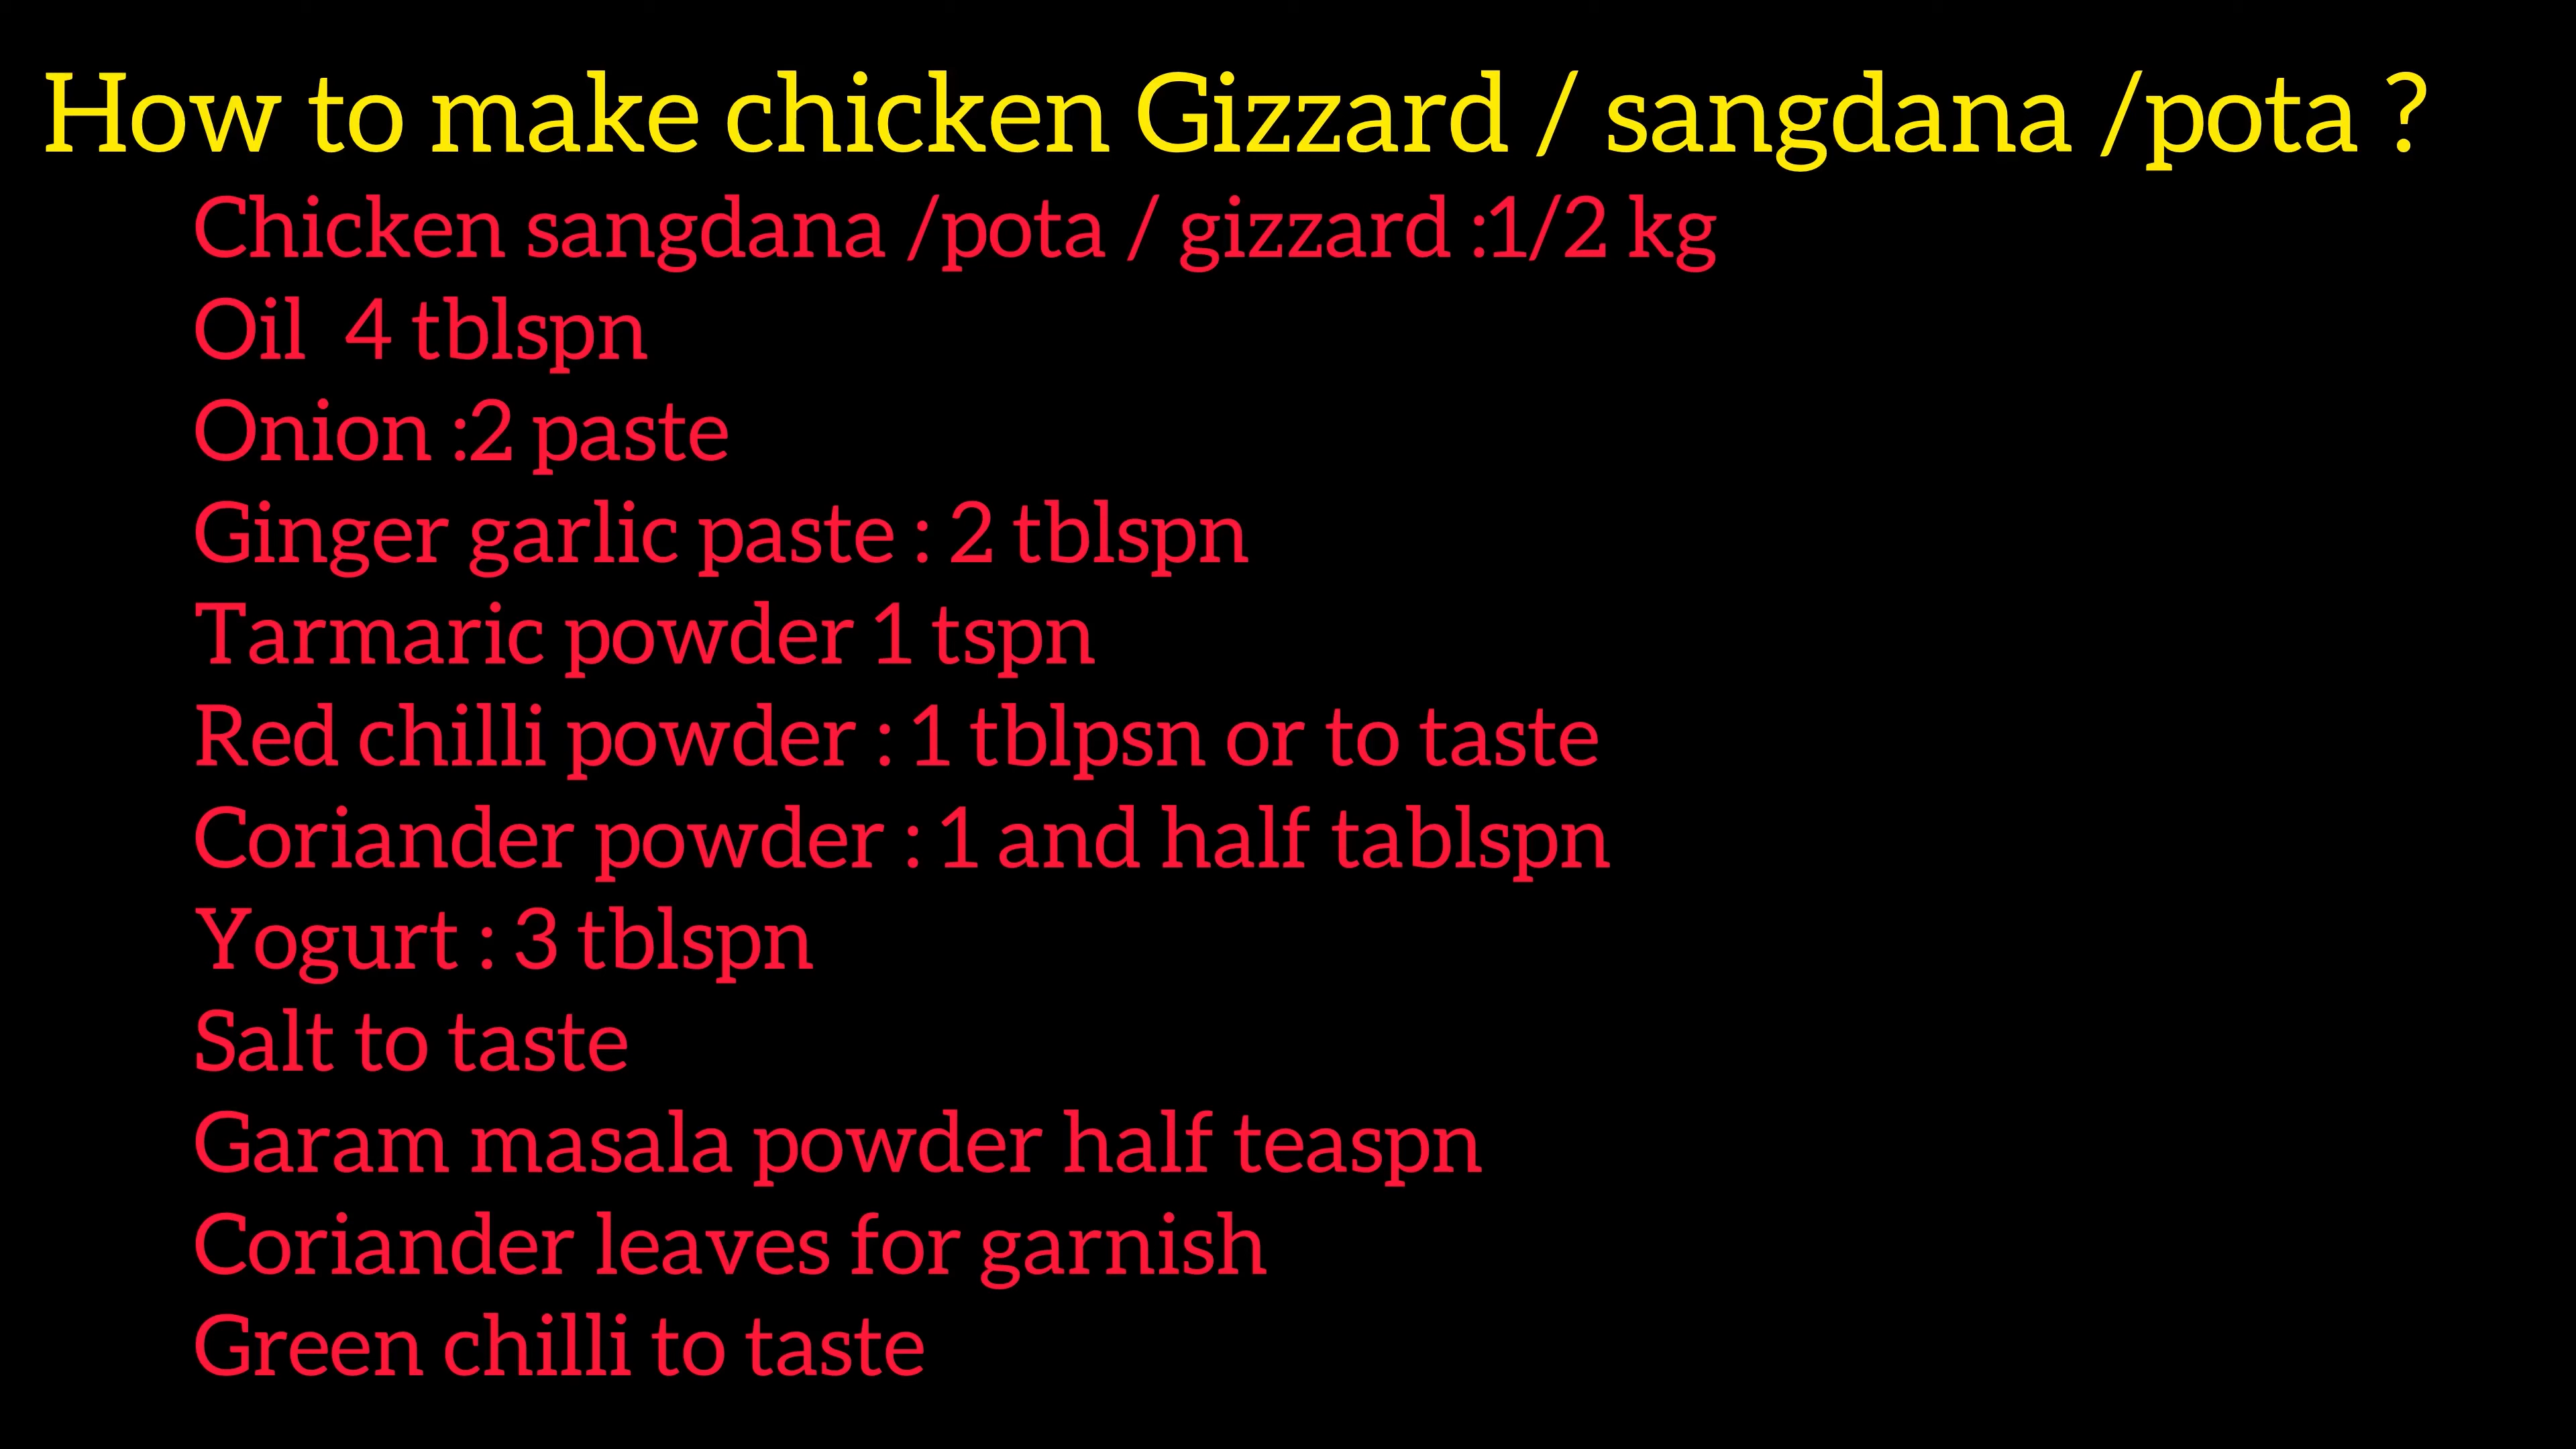 How to make chicken Gizzard / sangdana /pota ?
Chicken sangdana /pota / gizzard :1/2 kg
Oil  4 tblspn
Onion :2 paste
Ginger garlic paste : 2 tblspn
Tarmaric powder 1 tspn
Red chilli powder : 1 tblpsn or to taste
Coriander powder : 1 and half tablspn
Yogurt : 3 tblspn
Salt to taste
Garam masala powder half teaspn
Coriander leaves for garnish
Green chilli to taste